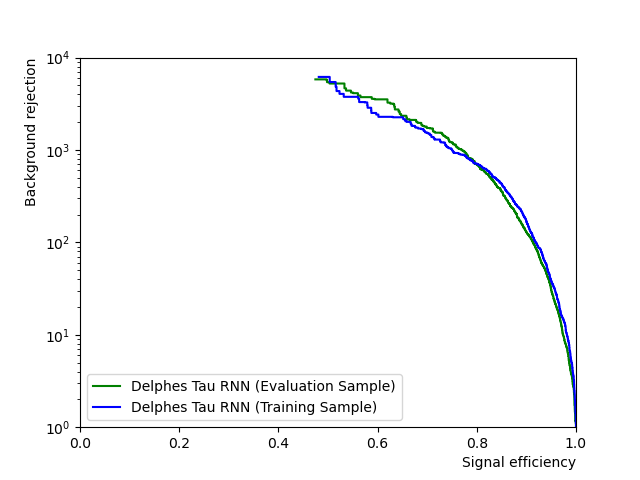 10⁴
10³
10²
10¹
10⁰
Background rejection
Delphes Tau RNN (Evaluation Sample)
Delphes Tau RNN (Training Sample)
0.0 0.2 0.4 0.6 0.8 1.0
Signal efficiency